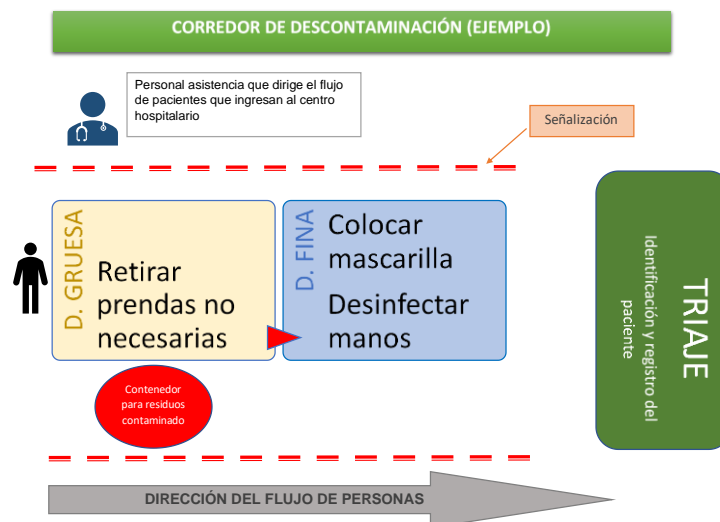 CORREDOR DE DESCONTAMINACIÓN (EJEMPLO)
Personal asistencia que dirige el flujo
de pacientes que ingresan al centro
hospitalario
Señalización
D. GRUESA
Retirar
prendas no
necesarias
D. FINA
Colocar
mascarilla
Desinfectar
manos
TRIAJE
Identificación y registro del
paciente
Contenedor
para residuos
contaminado
DIRECCIÓN DEL FLUJO DE PERSONAS